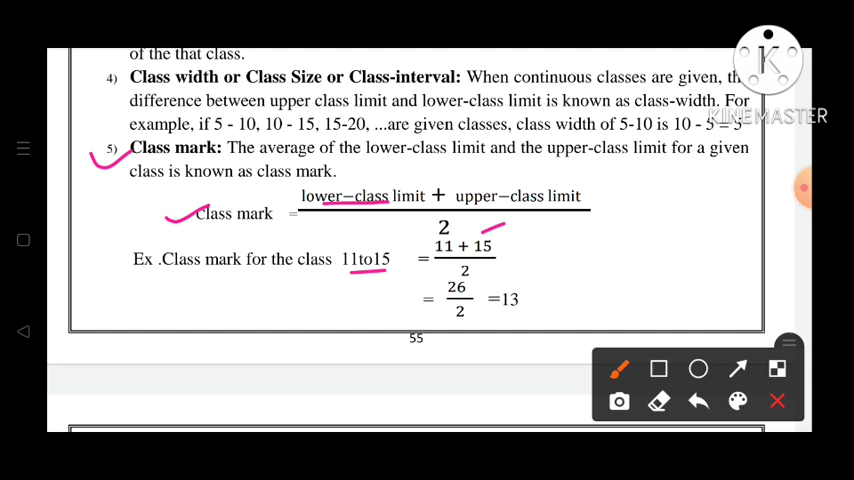 of the that class.
4) Class width or Class Size or Class-interval: When continuous classes are given, th
difference between upper class limit and lower-class limit is known as class-width. For
example, if 5 - 10, 10 - 15, 15-20, ...are given classes, class width of 5-10 is 10 - 5 = 5
5) Class mark: The average of the lower-class limit and the upper-class limit for a given
class is known as class mark.
lower−class limit + upper−class limit
Class mark =
2
11 + 15
Ex .Class mark for the class 11to15 =
2
26
= =13
2
55
K
KINEMASTER